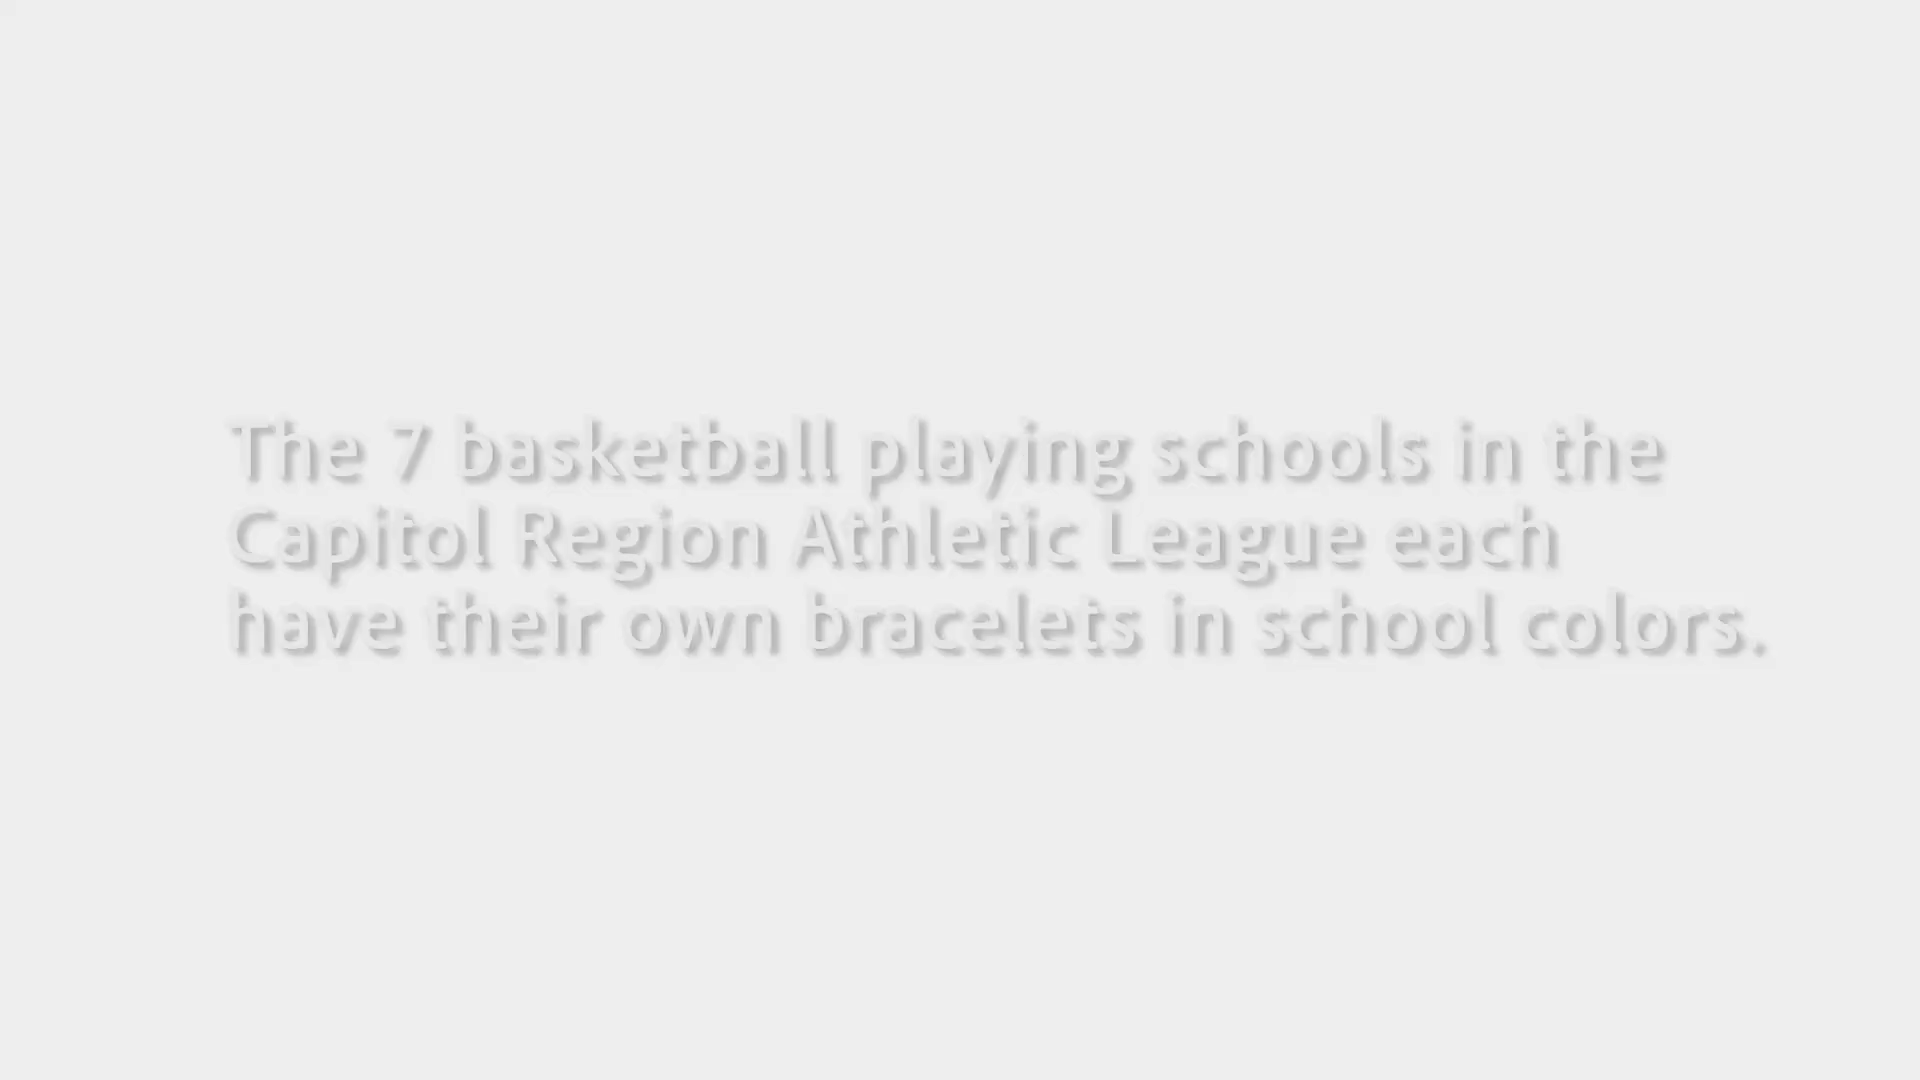 The 7 basketball playing schools in the
Capitol Region Athletic League each
have their own bracelets in school colors.